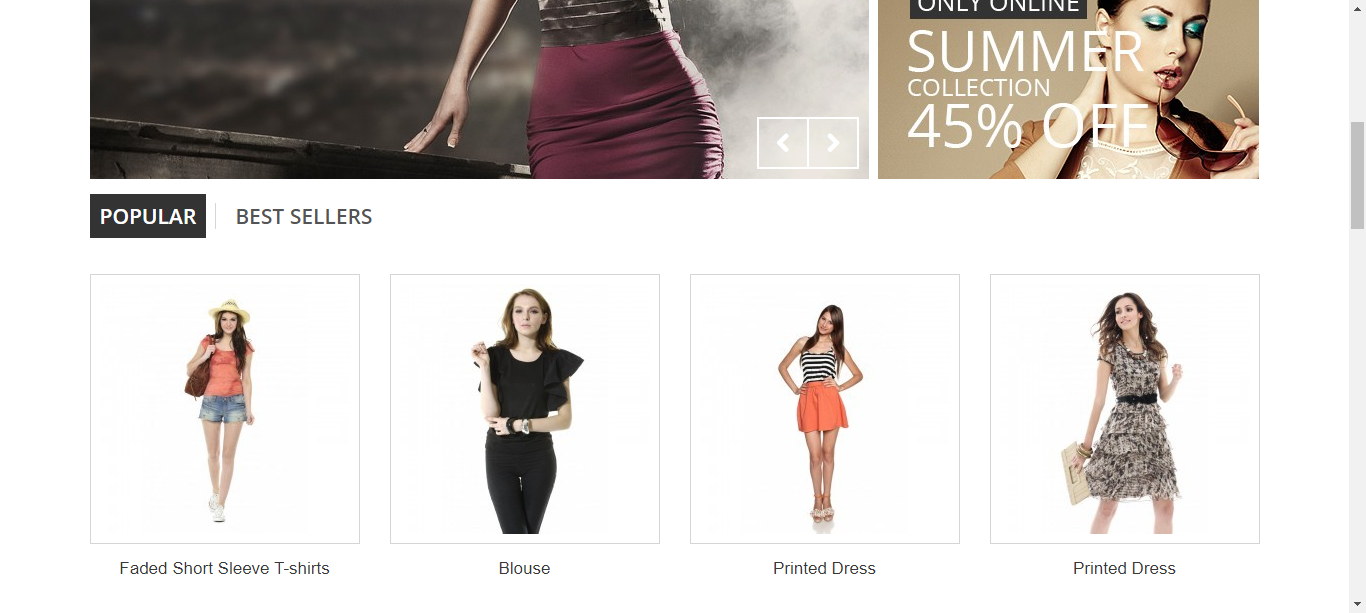 ONLY ONLINE
SUMMER
COLLECTION
45% OFF
POPULAR
BEST SELLERS
Faded Short Sleeve T-shirts
Blouse
Printed Dress
Printed Dress